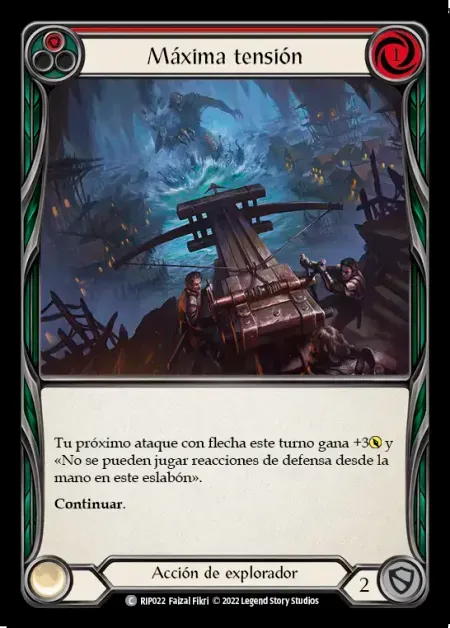 Máxima tensión
1
Tu próximo ataque con flecha este turno gana +3 y
«No se pueden jugar reacciones de defensa desde la
mano en este eslabón».
Continuar.
Acción de explorador
2
C RIP022 Faizal Fikri © 2022 Legend Story Studios